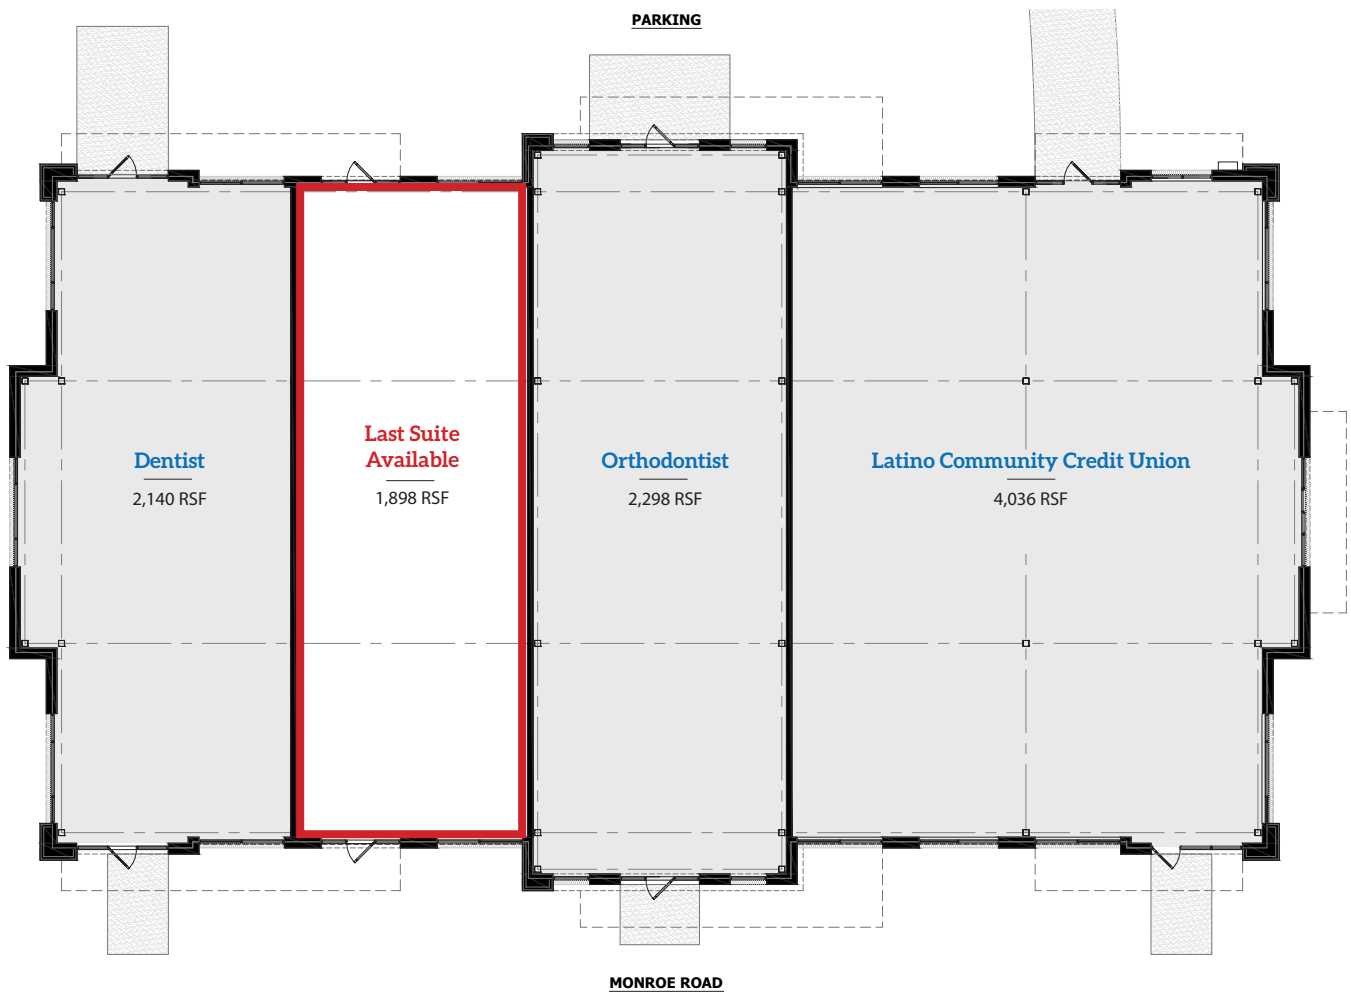 PARKING
Dentist
2,140 RSF
Last Suite
Available
1,898 RSF
Orthodontist
2,298 RSF
Latino Community Credit Union
4,036 RSF
MONROE ROAD